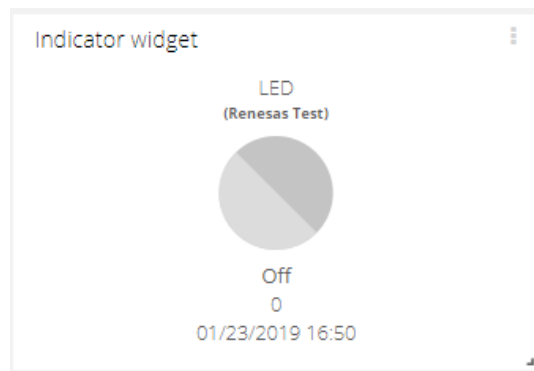 Indicator widget
LED
(Renesas Test)
Off
0
01/23/2019 16:50